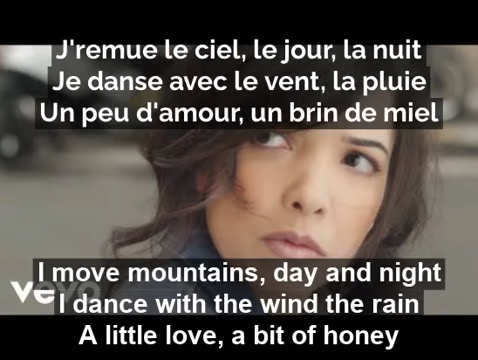 J'remue le ciel, le jour, la nuit
Je danse avec le vent, la pluie
Un peu d'amour, un brin de miel
I move mountains, day and night
vevo
I dance with the wind the rain
A little love, a bit of honey